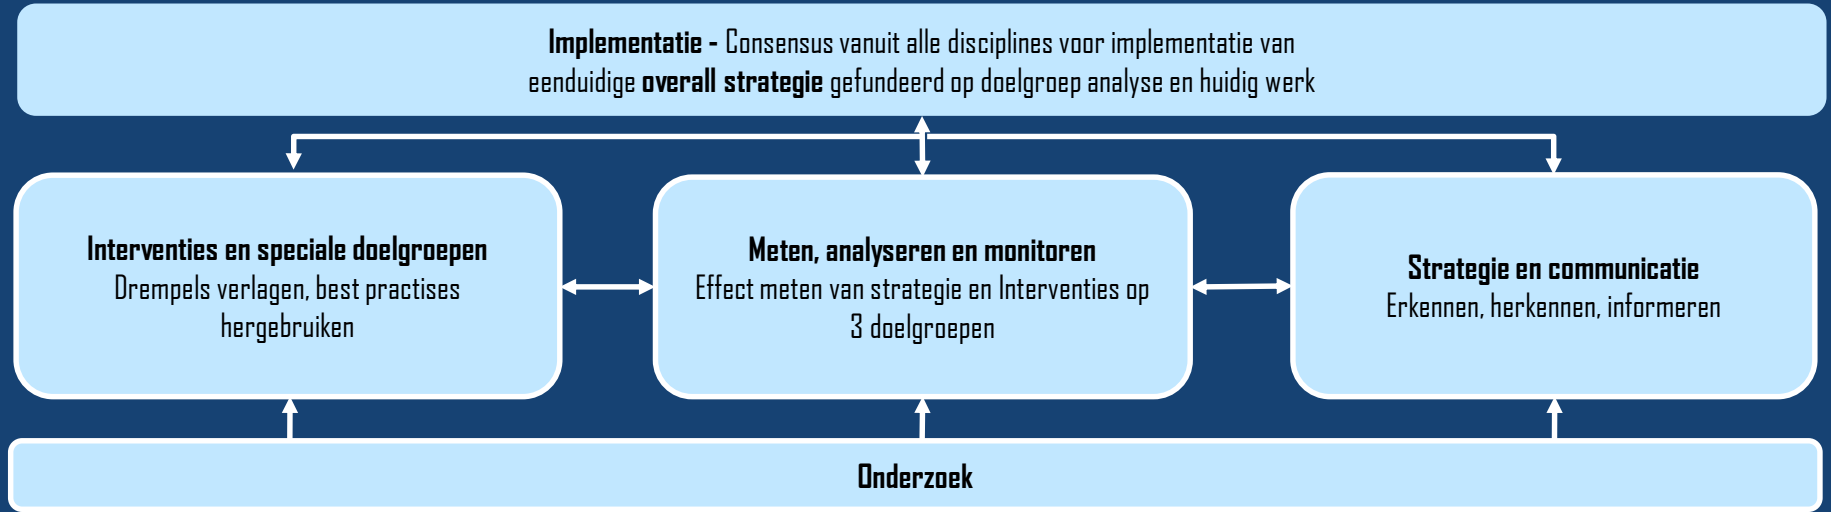 Implementatie - Consensus vanuit alle disciplines voor implementatie van
eenduidige overall strategie gefundeerd op doelgroep analyse en huidig werk
Interventies en speciale doelgroepen
Drempels verlagen, best practises
hergebruiken
Meten, analyseren en monitoren
Effect meten van strategie en Interventies op
3 doelgroepen
Strategie en communicatie
Erkennen, herkennen, informeren
Onderzoek